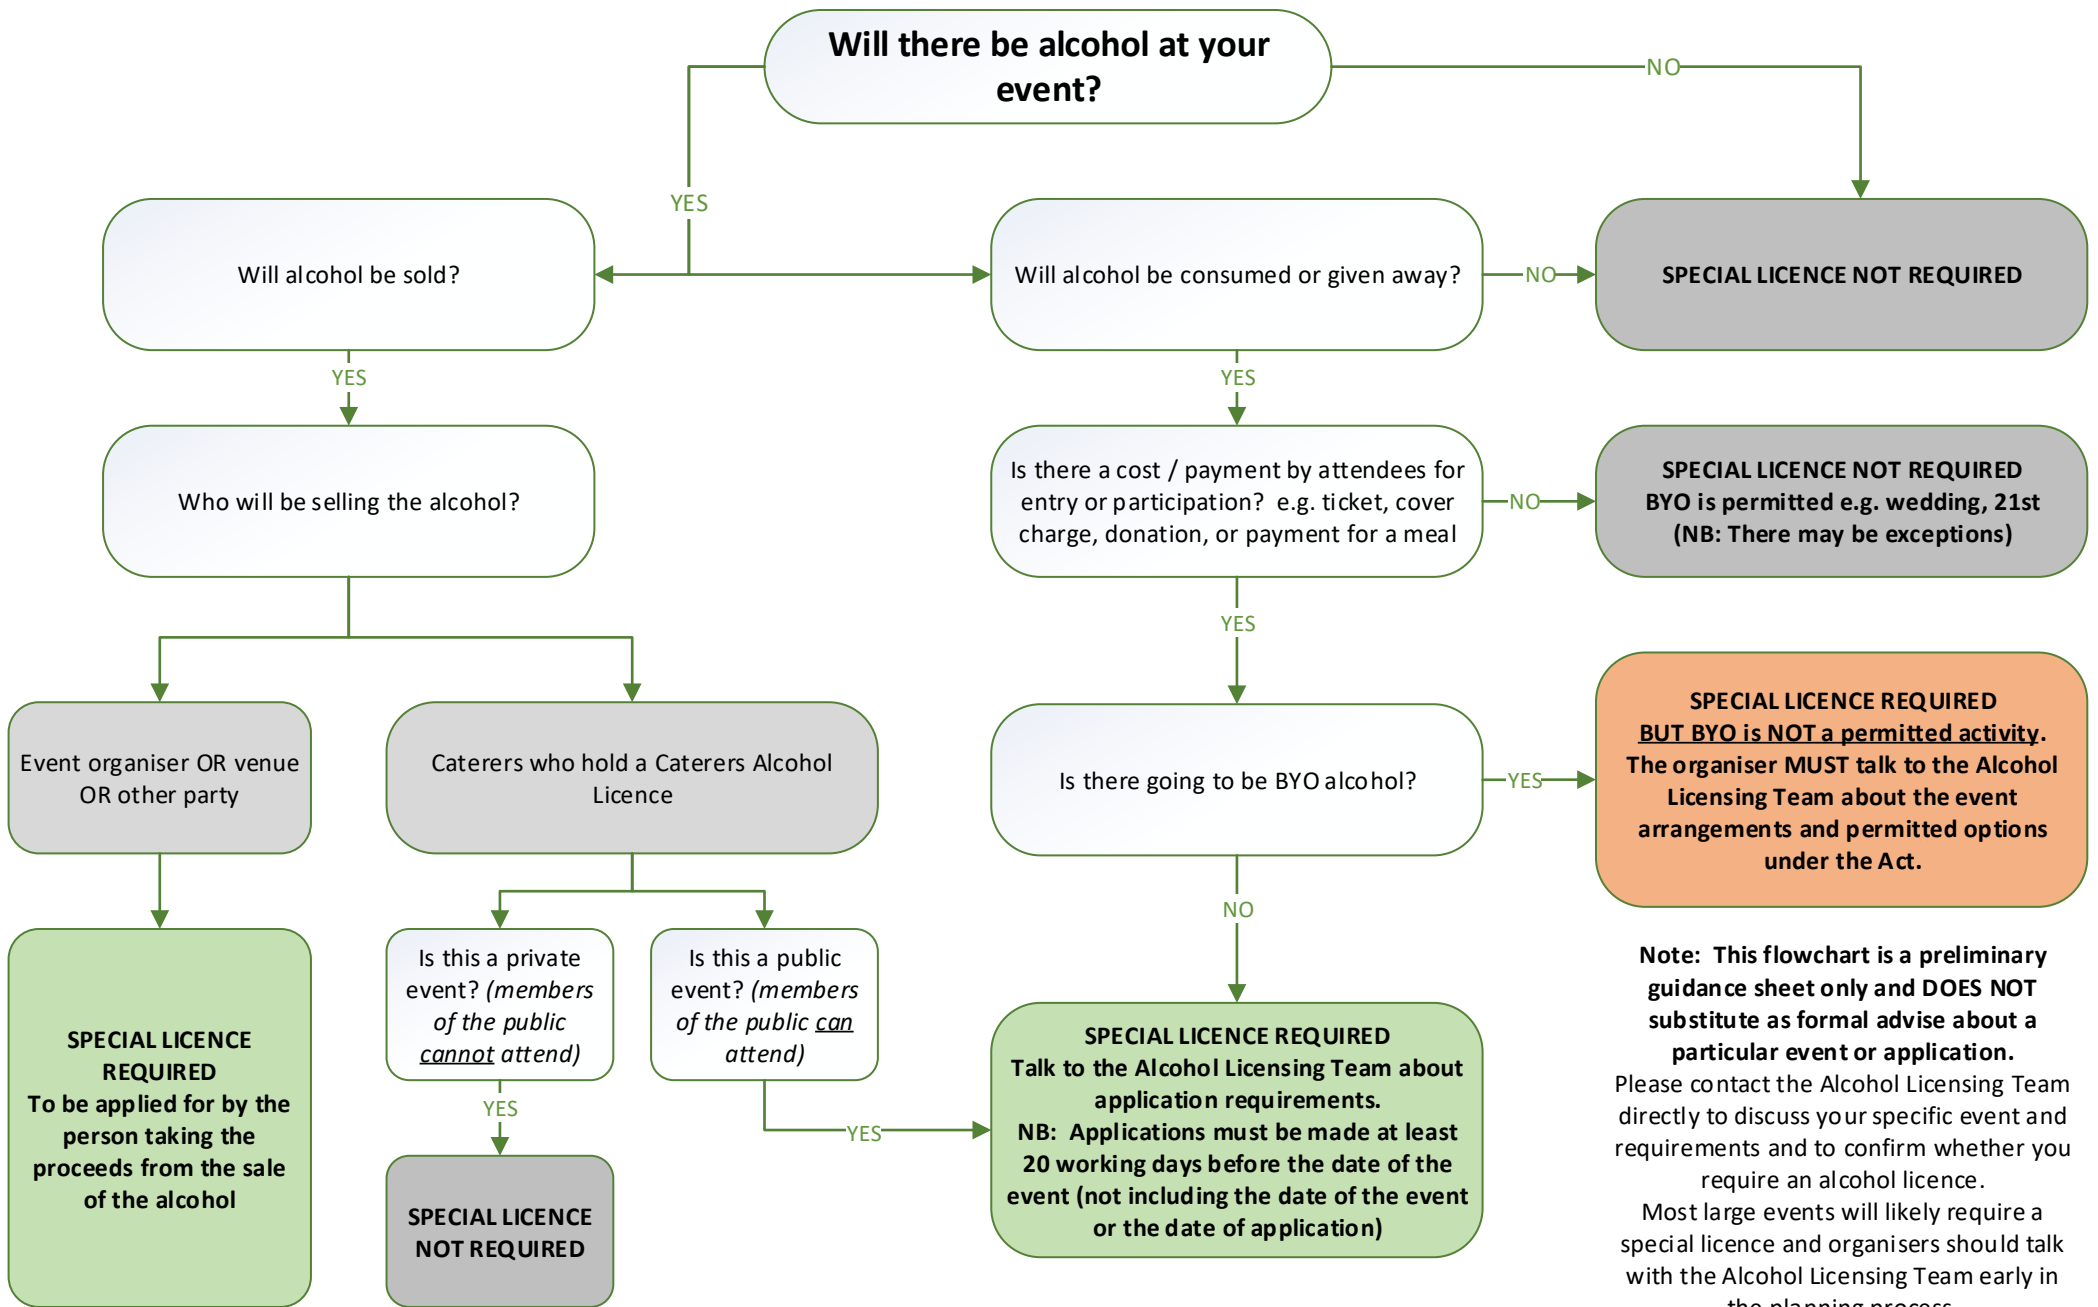 Will there be alcohol at your
event?
NO
YES
Will alcohol be sold?
Will alcohol be consumed or given away?
NO
SPECIAL LICENCE NOT REQUIRED
YES
YES
Who will be selling the alcohol?
Is there a cost / payment by attendees for
entry or participation? e.g. ticket, cover
charge, donation, or payment for a meal
NO
SPECIAL LICENCE NOT REQUIRED
BYO is permitted e.g. wedding, 21st
(NB: There may be exceptions)
YES
Event organiser OR venue
OR other party
Caterers who hold a Caterers Alcohol
Licence
Is there going to be BYO alcohol?
YES
SPECIAL LICENCE REQUIRED
BUT BYO is NOT a permitted activity.
The organiser MUST talk to the Alcohol
Licensing Team about the event
arrangements and permitted options
under the Act.
NO
SPECIAL LICENCE
REQUIRED
To be applied for by the
person taking the
proceeds from the sale
of the alcohol
Is this a private
event? (members
of the public
cannot attend)
Is this a public
event? (members
of the public can
attend)
YES
YES
SPECIAL LICENCE
NOT REQUIRED
SPECIAL LICENCE REQUIRED
Talk to the Alcohol Licensing Team about
application requirements.
NB: Applications must be made at least
20 working days before the date of the
event (not including the date of the event
or the date of application)
Note: This flowchart is a preliminary
guidance sheet only and DOES NOT
substitute as formal advise about a
particular event or application.
Please contact the Alcohol Licensing Team
directly to discuss your specific event and
requirements and to confirm whether you
require an alcohol licence.
Most large events will likely require a
special licence and organisers should talk
with the Alcohol Licensing Team early in
the planning process